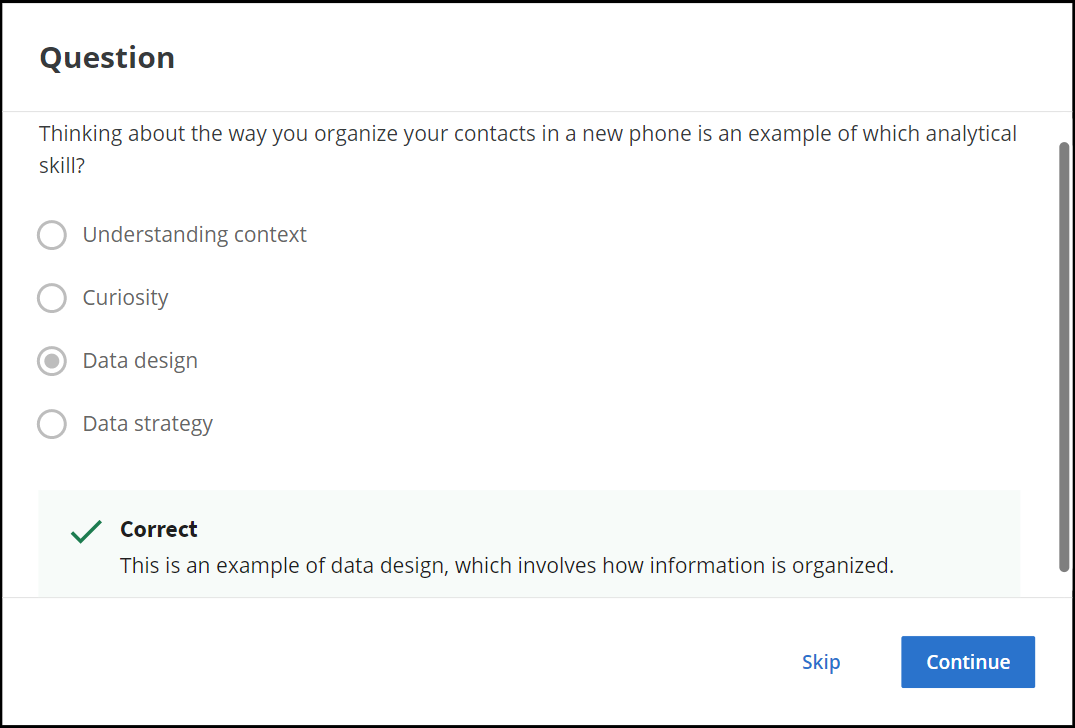 Question
Thinking about the way you organize your contacts in a new phone is an example of which analytical
skill?
Understanding context
Curiosity
Data design
Data strategy
Correct
This is an example of data design, which involves how information is organized.
Skip
Continue